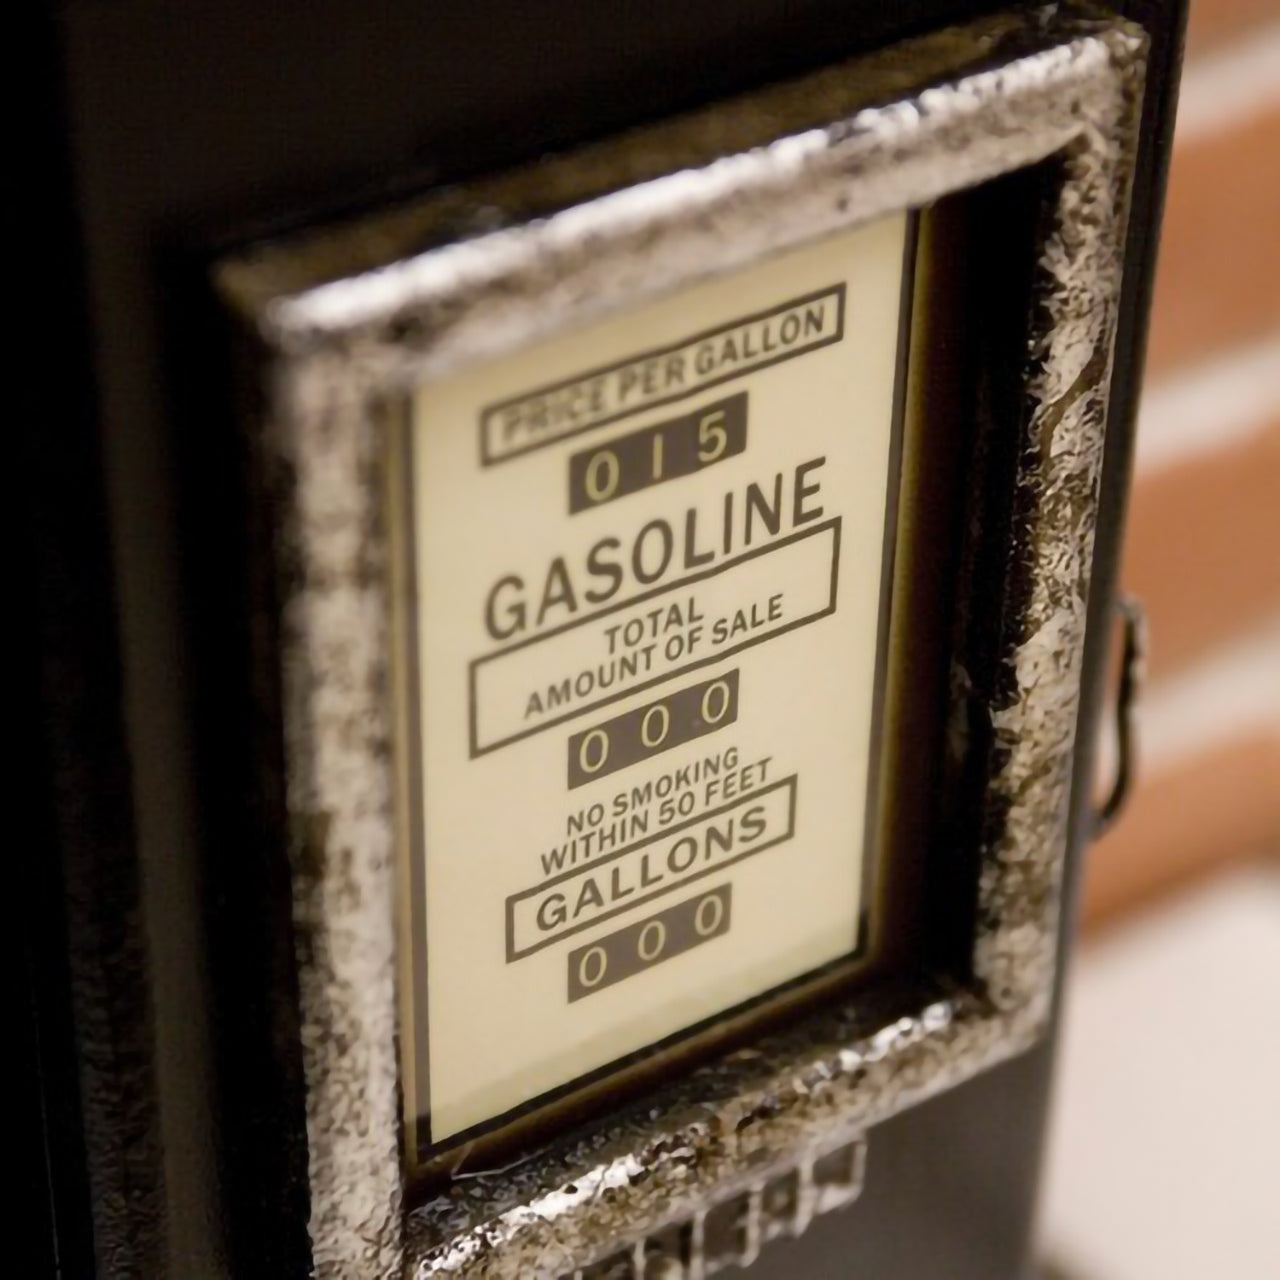 PRICE PER GALLON
015
GASOLINE
TOTAL
AMOUNT OF SALE
000
NO SMOKING
WITHIN 50 FEET
GALLONS
000